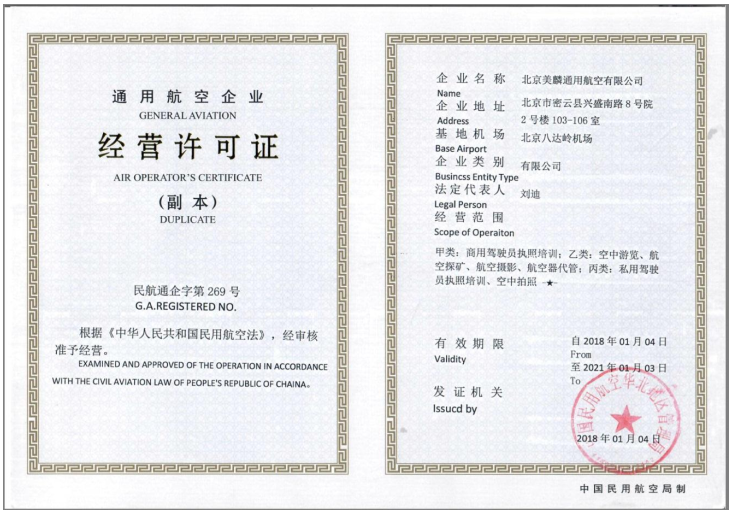 通用航空企业
GENERAL AVIATION
经营许可证
AIR OPERATOR'S CERTIFICATE
(副本)
DUPLICATE
民航通企字第 269 号
G.A.REGISTERED NO.
根据《中华人民共和国民用航空法》，经审核
准予经营。
EXAMINED AND APPROVED OF THE OPERATION IN ACCORDANCE
WITH THE CIVIL AVIATION LAW OF PEOPLE'S REPUBLIC OF CHAINA。
企业名称 北京美麟通用航空有限公司
Name
企业地址 北京市密云县兴盛南路 8 号院
Address 2 号楼 103-106 室
基地机场 北京八达岭机场
Base Airport
企业类别 有限公司
Busincss Entity Type
法定代表人 刘迪
Legal Person
经营范围
Scope of Operaiton
甲类：商用驾驶员执照培训；乙类：空中游览、航
空探矿、航空摄影、航空器代管；丙类：私用驾驶
员执照培训、空中拍照 ★
有效期限 自 2018 年 01 月 04 日
Validity From
至 2021 年 01 月 03 日
To
发证机关
Issucd by
中国民用航空华北地区管理局
2018 年 01 月 04 日
中国民用航空局制